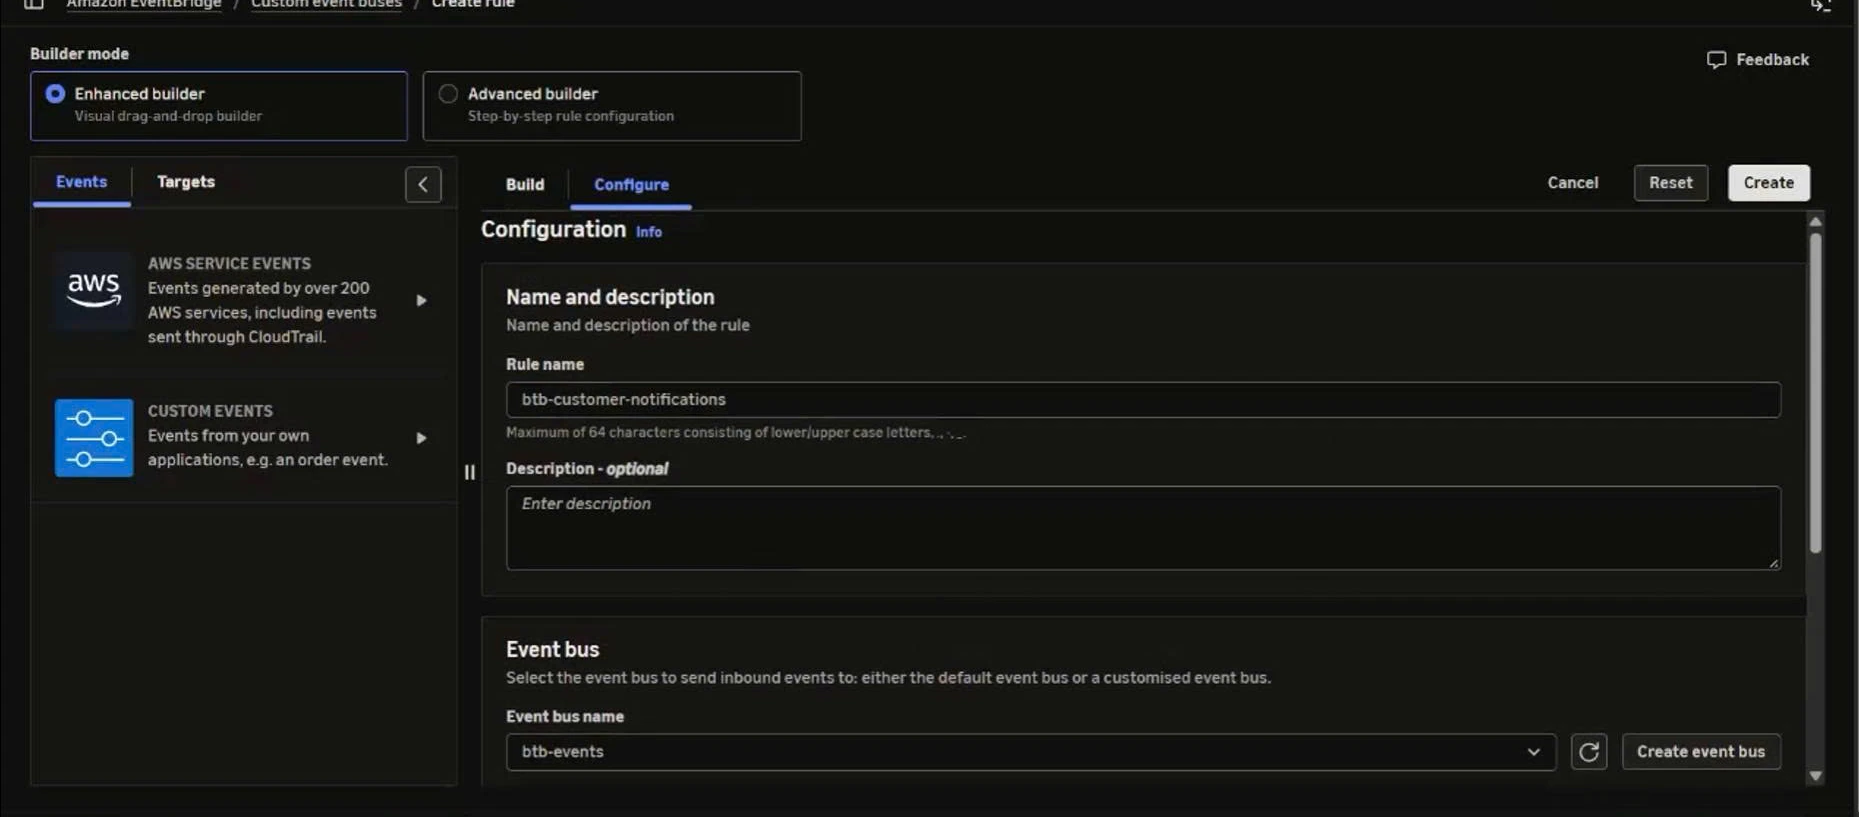 Amazon EventBridge / Custom event buses / Create rule
Builder mode
Feedback
Enhanced builder
Visual drag-and-drop builder
Advanced builder
Step-by-step rule configuration
Events
Targets
aws
AWS SERVICE EVENTS
Events generated by over 200
AWS services, including events
sent through CloudTrail.
CUSTOM EVENTS
Events from your own
applications, e.g. an order event.
Build
Configure
Cancel
Reset
Create
Configuration Info
Name and description
Name and description of the rule
Rule name
btb-customer-notifications
Maximum of 64 characters consisting of lower/upper case letters, ., -, _.
Description - optional
Enter description
Event bus
Select the event bus to send inbound events to: either the default event bus or a customised event bus.
Event bus name
btb-events
Create event bus